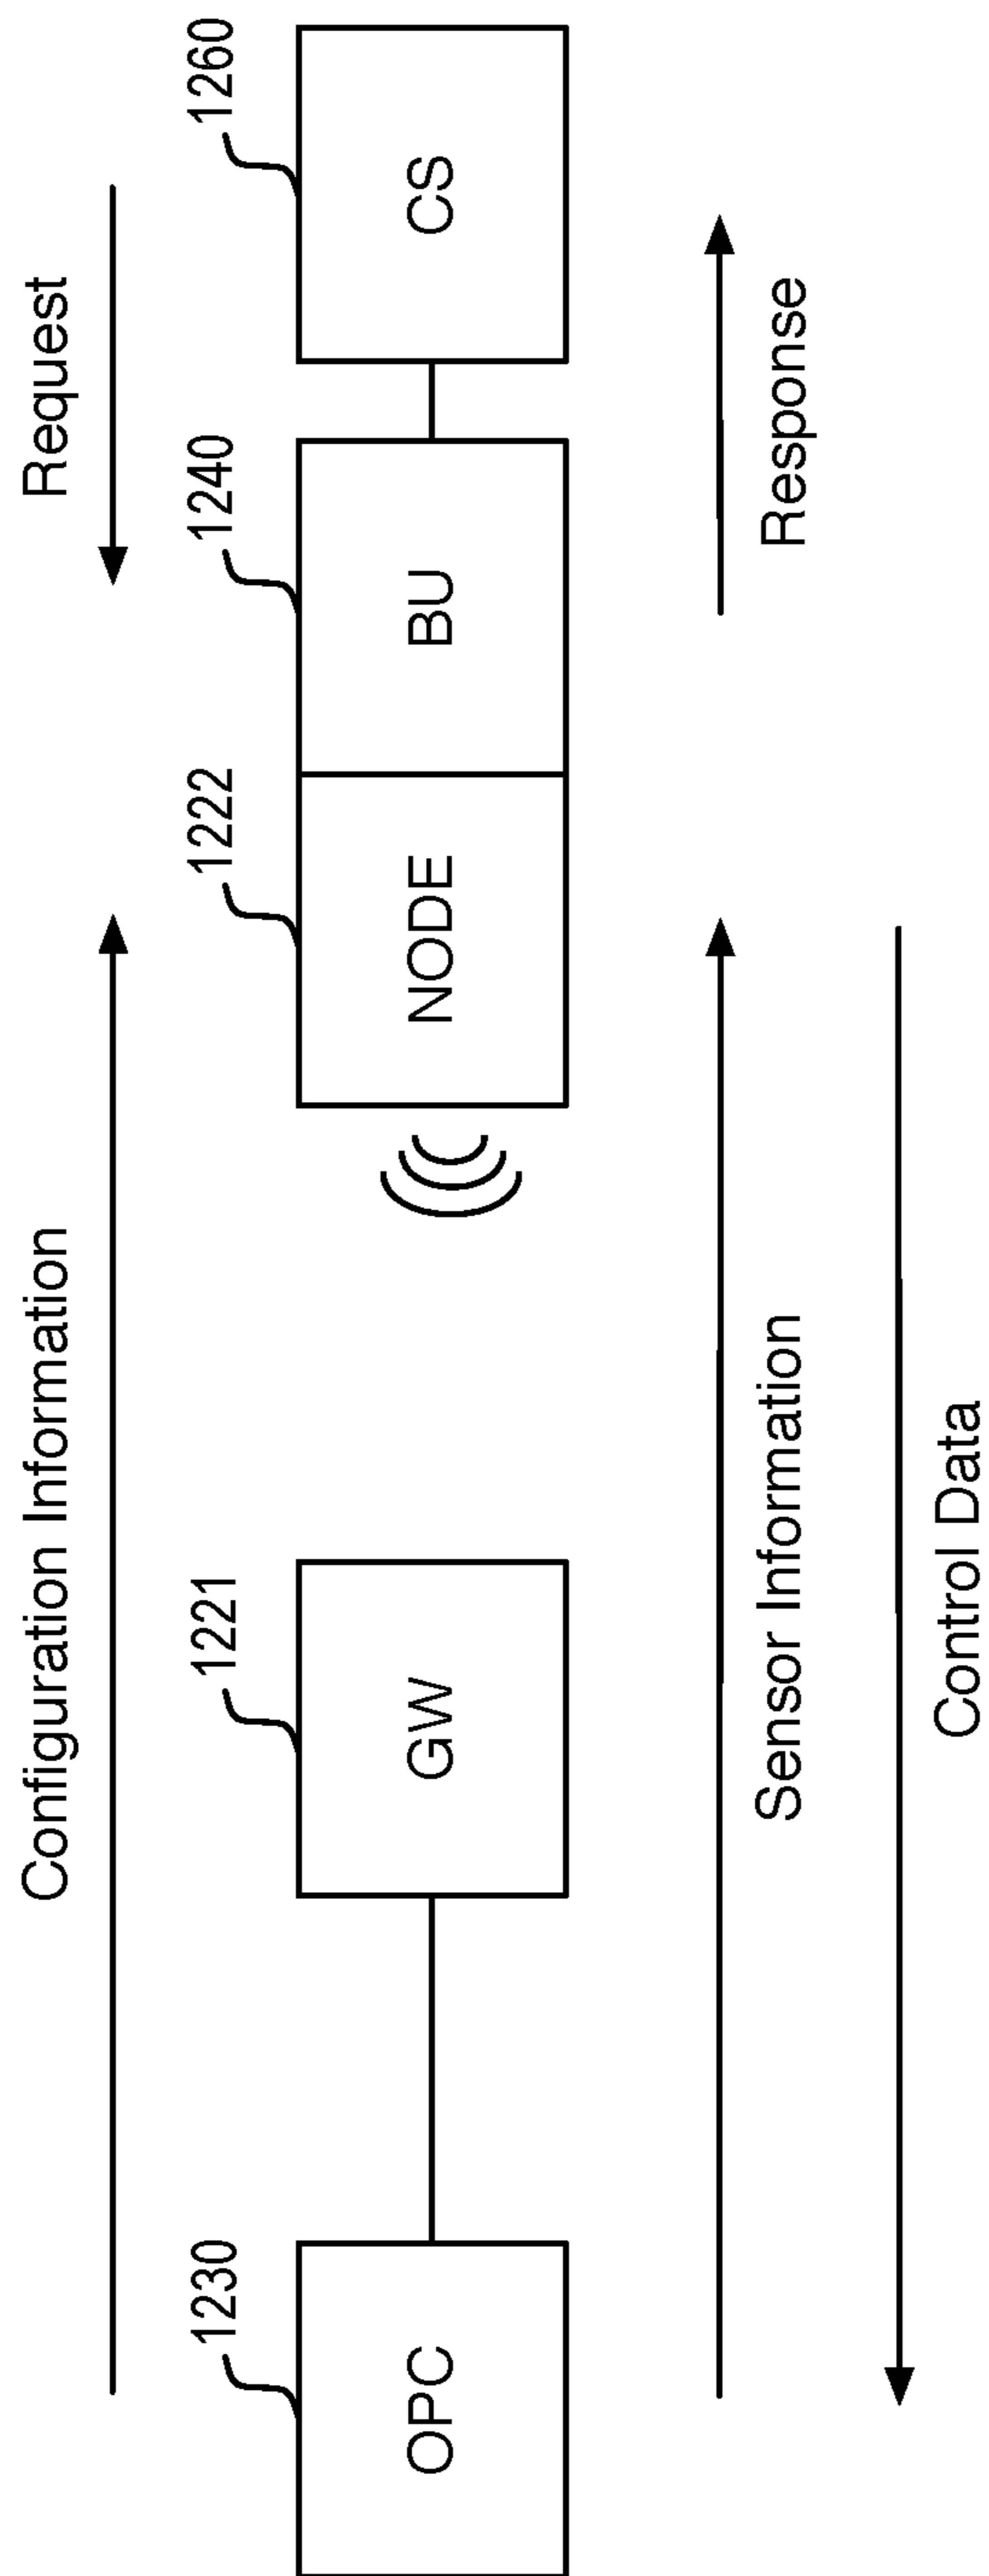 Configuration Information
Request
1230
1221
1222
1240
1260
OPC
GW
NODE
BU
CS
Sensor Information
Response
Control Data